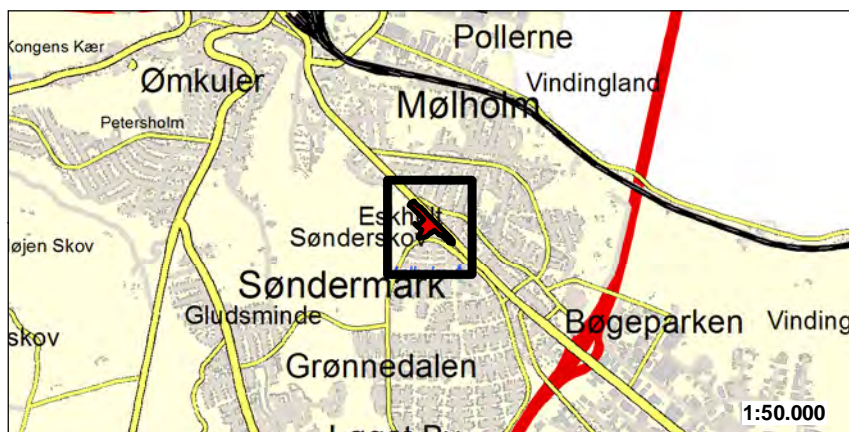 Pollerne
Kongens Kær
Ømkuler
Vindingland
Mølholm
Petersholm
Eskholt
Sønderskov
øjen Skov
Søndermark
Gludsminde
Bøgeparken
Vinding
skov
Grønnedalen
1:50.000